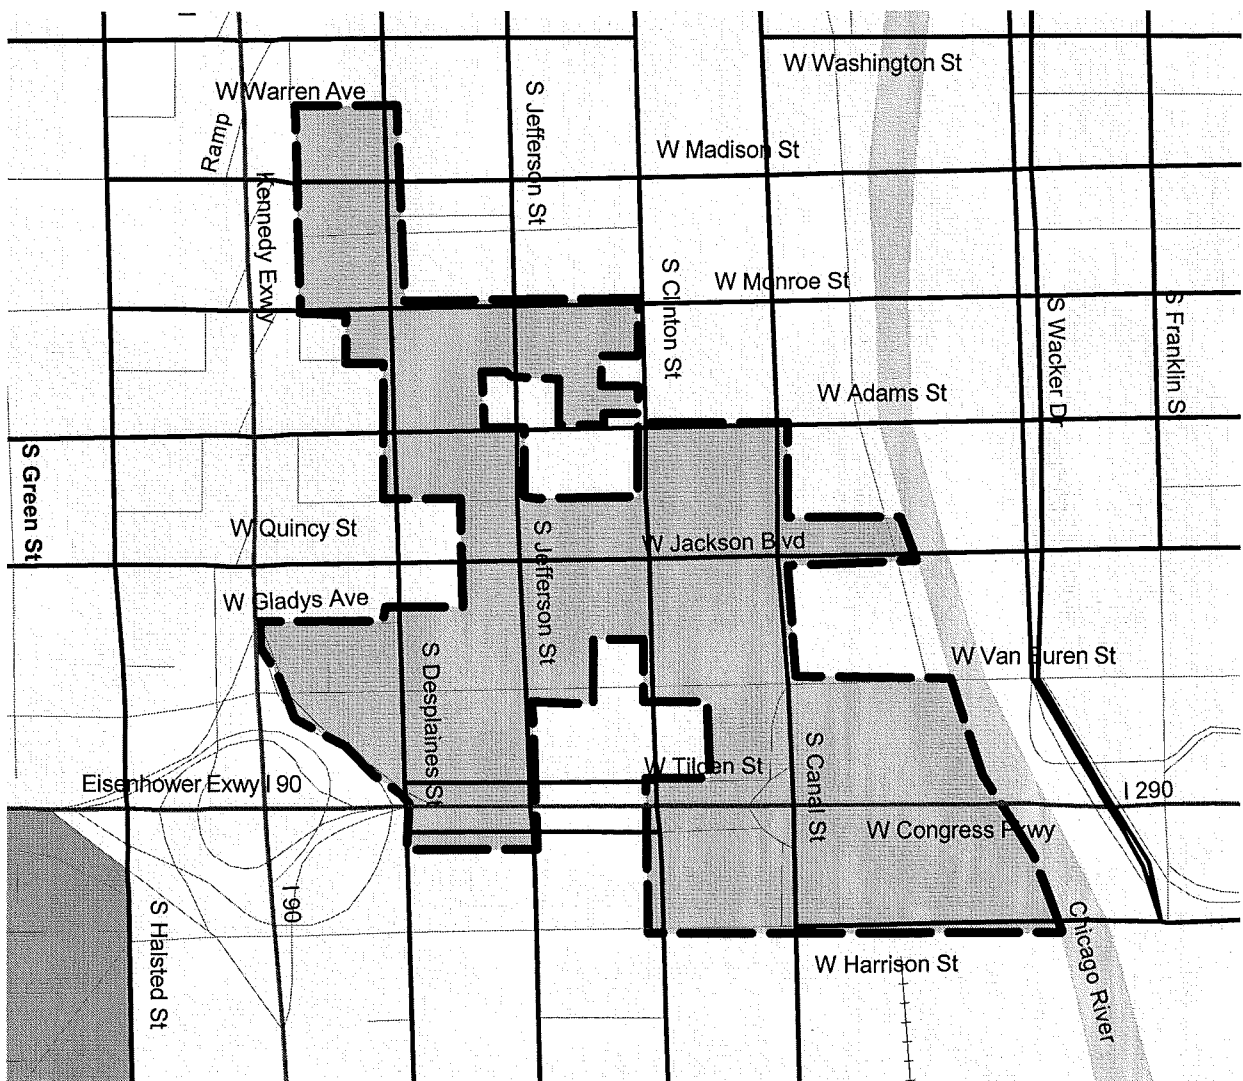 W Washington St
W Warren Ave
Ramp
S Jefferson St
W Madison St
Kennedy Exwy
S Clinton St
W Monroe St
S Wacker Dr
S Franklin S
W Adams St
S Green St
W Quincy St
S Jefferson St
W Jackson Blvd
W Gladys Ave
S Desplaines St
W Van Buren St
S Canal St
W Tilden St
Eisenhower Exwy I 90
I 290
W Congress Pkwy
I 90
S Halsted St
Chicago River
W Harrison St